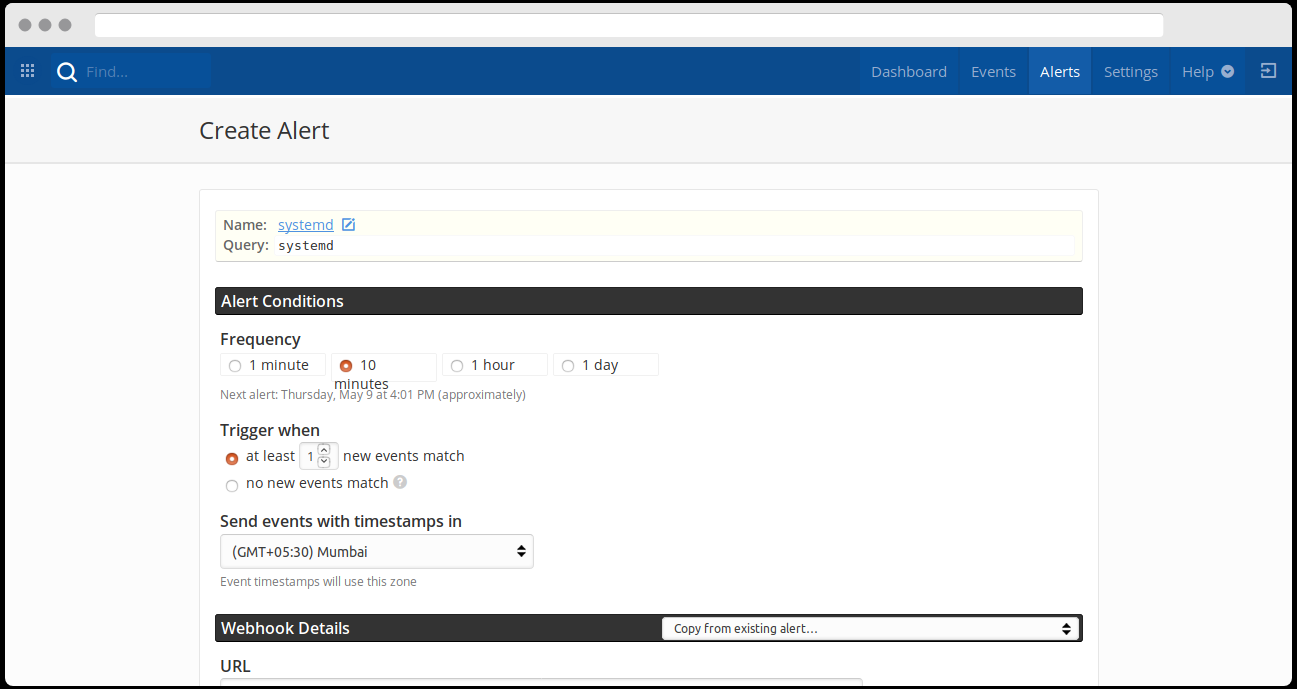 Find... Dashboard Events Alerts Settings Help
Create Alert
Name: systemd
Query: systemd
Alert Conditions
Frequency
1 minute 10 minutes 1 hour 1 day
Next alert: Thursday, May 9 at 4:01 PM (approximately)
Trigger when
at least 1 new events match
no new events match ?
Send events with timestamps in
(GMT+05:30) Mumbai
Event timestamps will use this zone
Webhook Details Copy from existing alert...
URL